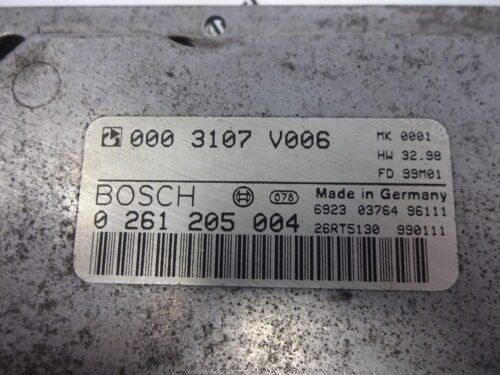 000 3107 V006
MK 0001
HW 32.98
FD 99M01
BOSCH 078 Made in Germany
0 261 205 004
6923 03764 96111
26RT5130 990111